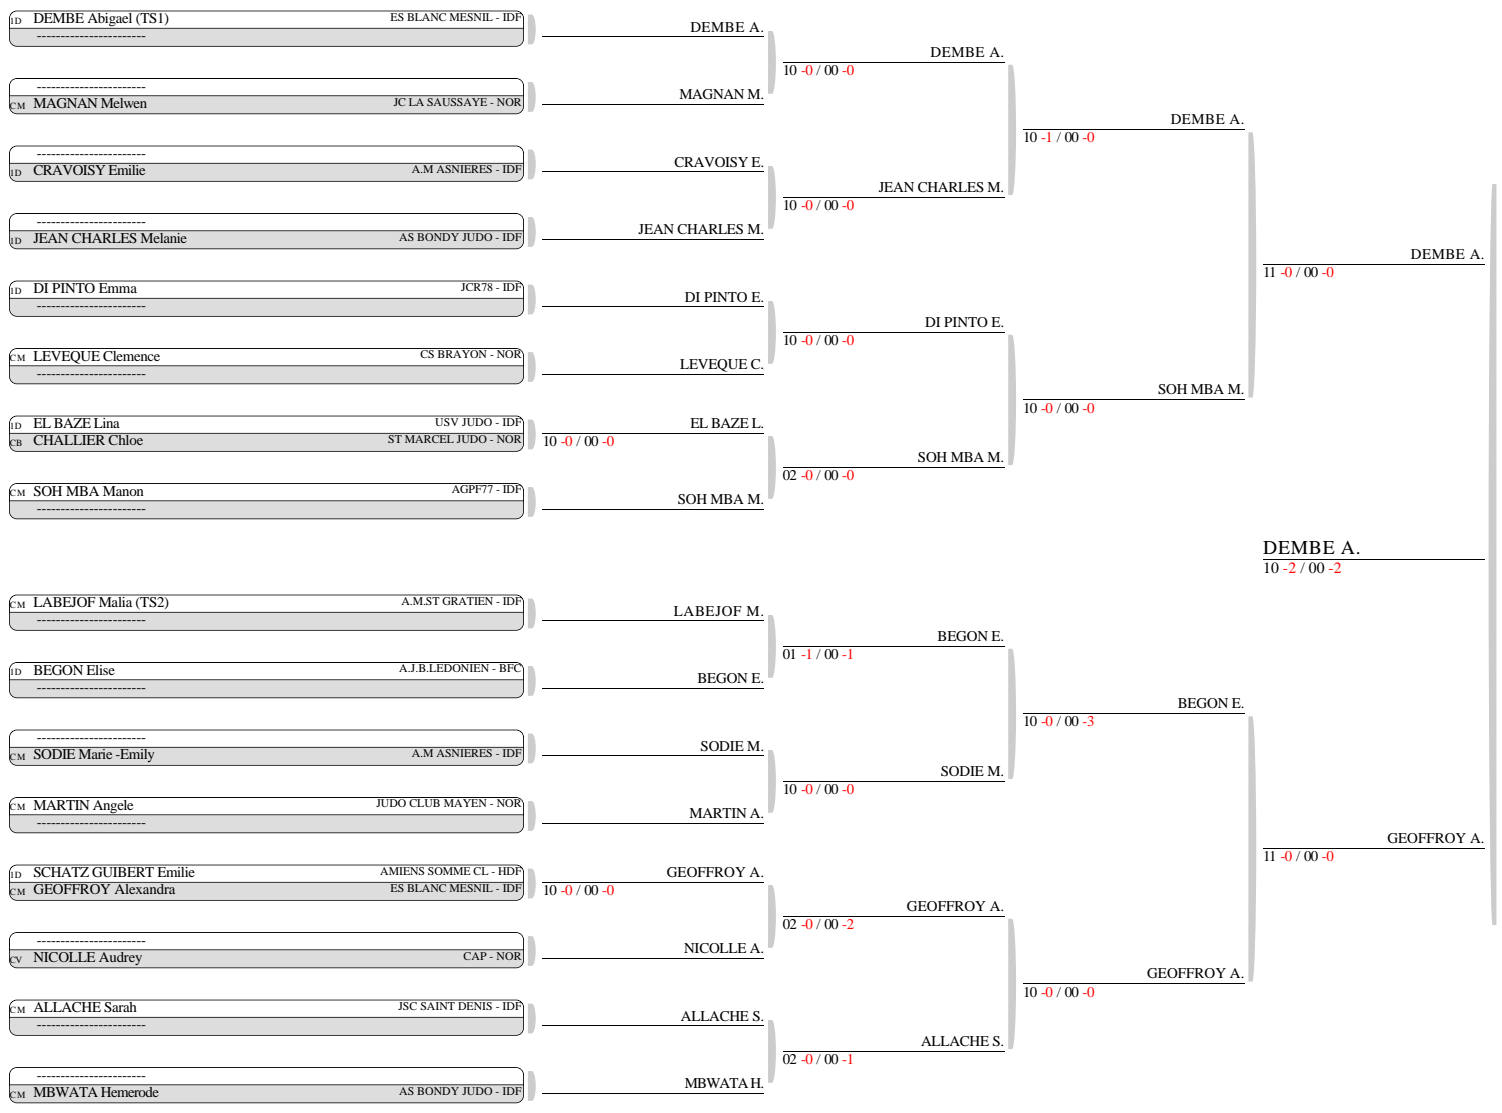 1D DEMBE Abigael (TS1) ES BLANC MESNIL - IDF
-----------------------
DEMBE A.
-----------------------
CM MAGNAN Melwen JC LA SAUSSAYE - NOR
MAGNAN M.
DEMBE A.
10 -0 / 00 -0
-----------------------
1D CRAVOISY Emilie A.M ASNIERES - IDF
CRAVOISY E.
-----------------------
1D JEAN CHARLES Melanie AS BONDY JUDO - IDF
JEAN CHARLES M.
JEAN CHARLES M.
10 -0 / 00 -0
DEMBE A.
10 -1 / 00 -0
1D DI PINTO Emma JCR78 - IDF
-----------------------
DI PINTO E.
CM LEVEQUE Clemence CS BRAYON - NOR
-----------------------
LEVEQUE C.
DI PINTO E.
10 -0 / 00 -0
1D EL BAZE Lina USV JUDO - IDF
CB CHALLIER Chloe ST MARCEL JUDO - NOR
EL BAZE L.
10 -0 / 00 -0
CM SOH MBA Manon AGPF77 - IDF
-----------------------
SOH MBA M.
SOH MBA M.
02 -0 / 00 -0
SOH MBA M.
10 -0 / 00 -0
DEMBE A.
11 -0 / 00 -0
DEMBE A.
10 -2 / 00 -2
CM LABEJOF Malia (TS2) A.M.ST GRATIEN - IDF
-----------------------
LABEJOF M.
1D BEGON Elise A.J.B.LEDONIEN - BFC
-----------------------
BEGON E.
BEGON E.
01 -1 / 00 -1
-----------------------
CM SODIE Marie -Emily A.M ASNIERES - IDF
SODIE M.
CM MARTIN Angele JUDO CLUB MAYEN - NOR
-----------------------
MARTIN A.
SODIE M.
10 -0 / 00 -0
BEGON E.
10 -0 / 00 -3
1D SCHATZ GUIBERT Emilie AMIENS SOMME CL - HDF
CM GEOFFROY Alexandra ES BLANC MESNIL - IDF
GEOFFROY A.
10 -0 / 00 -0
-----------------------
CV NICOLLE Audrey CAP - NOR
NICOLLE A.
GEOFFROY A.
02 -0 / 00 -2
CM ALLACHE Sarah JSC SAINT DENIS - IDF
-----------------------
ALLACHE S.
-----------------------
CM MBWATA Hemerode AS BONDY JUDO - IDF
MBWATA H.
ALLACHE S.
02 -0 / 00 -1
GEOFFROY A.
10 -0 / 00 -0
GEOFFROY A.
11 -0 / 00 -0